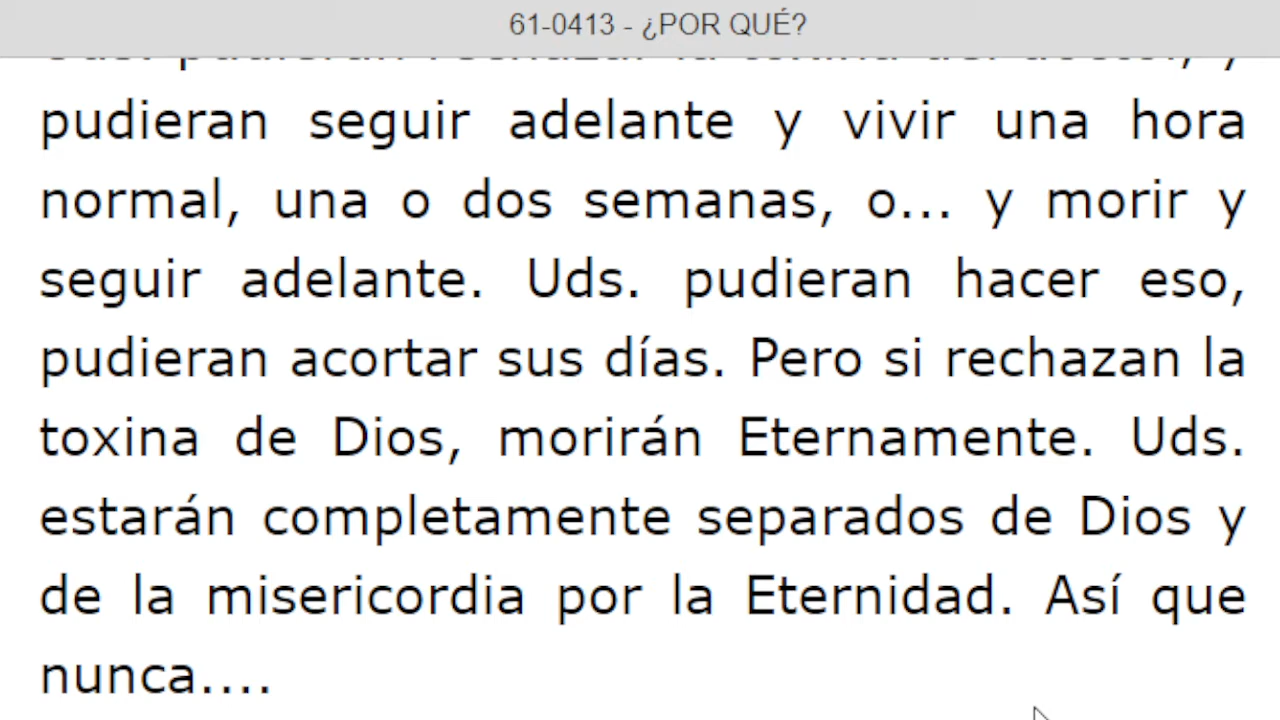 61-0413 - ¿POR QUÉ?
pudieran seguir adelante y vivir una hora
normal, una o dos semanas, o... y morir y
seguir adelante. Uds. pudieran hacer eso,
pudieran acortar sus días. Pero si rechazan la
toxina de Dios, morirán Eternamente. Uds.
estarán completamente separados de Dios y
de la misericordia por la Eternidad. Así que
nunca....